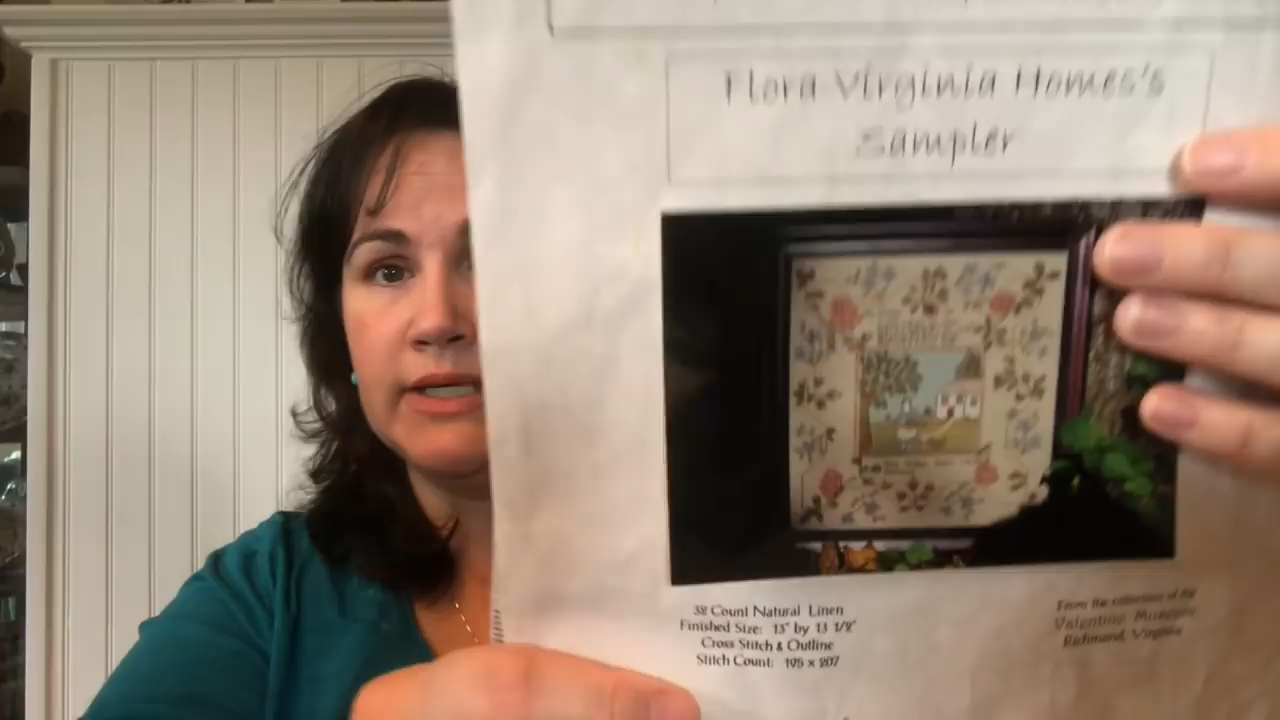 Flora Virginia Homes's
Sampler
32 Count Natural Linen
Finished Size: 13" by 13 1/2"
Cross Stitch & Outline
Stitch Count: 195 x 207
From the collection of the
Valentine Museum
Richmond, Virginia